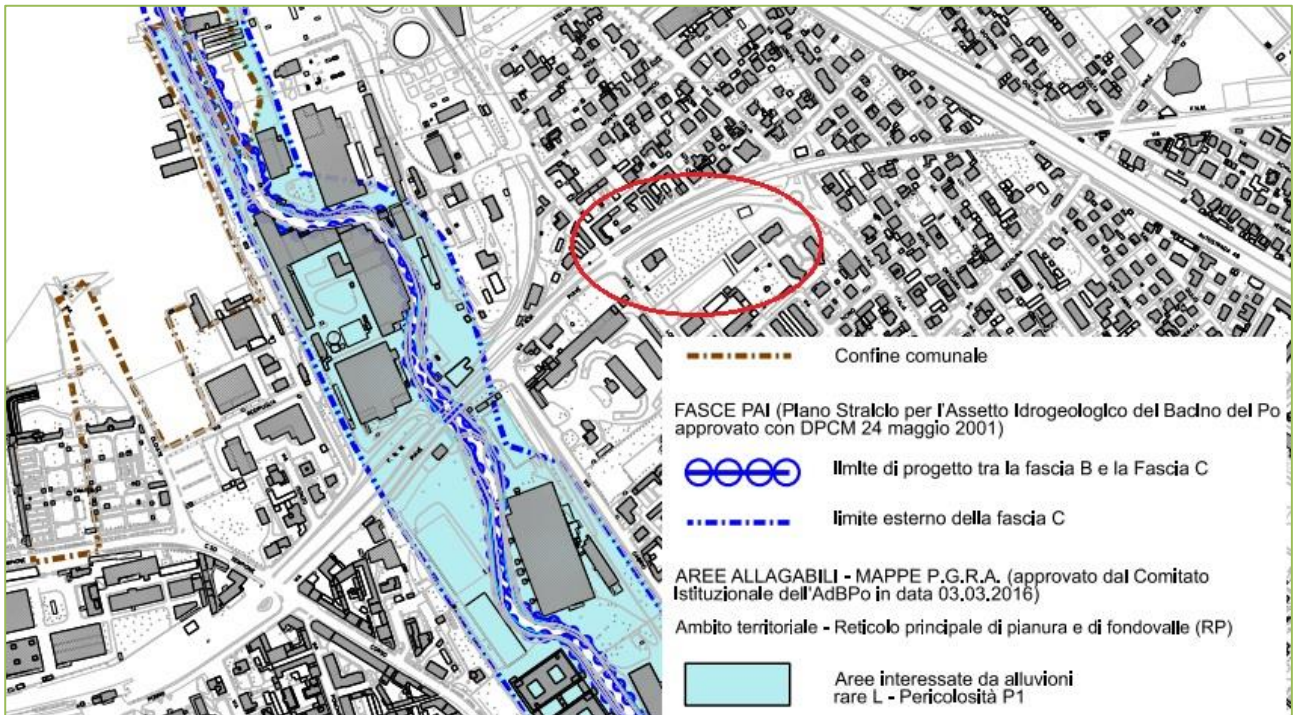 AUTOSTRADA A8
F.N.M.
Confine comunale
FASCE PAI (Piano Stralcio per l'Assetto Idrogeologico del Bacino del Po
approvato con DPCM 24 maggio 2001)
limite di progetto tra la fascia B e la Fascia C
limite esterno della fascia C
AREE ALLAGABILI - MAPPE P.G.R.A. (approvato dal Comitato
Istituzionale dell'AdBPo in data 03.03.2016)
Ambito territoriale - Reticolo principale di pianura e di fondovalle (RP)
Aree interessate da alluvioni
rare L - Pericolosità P1